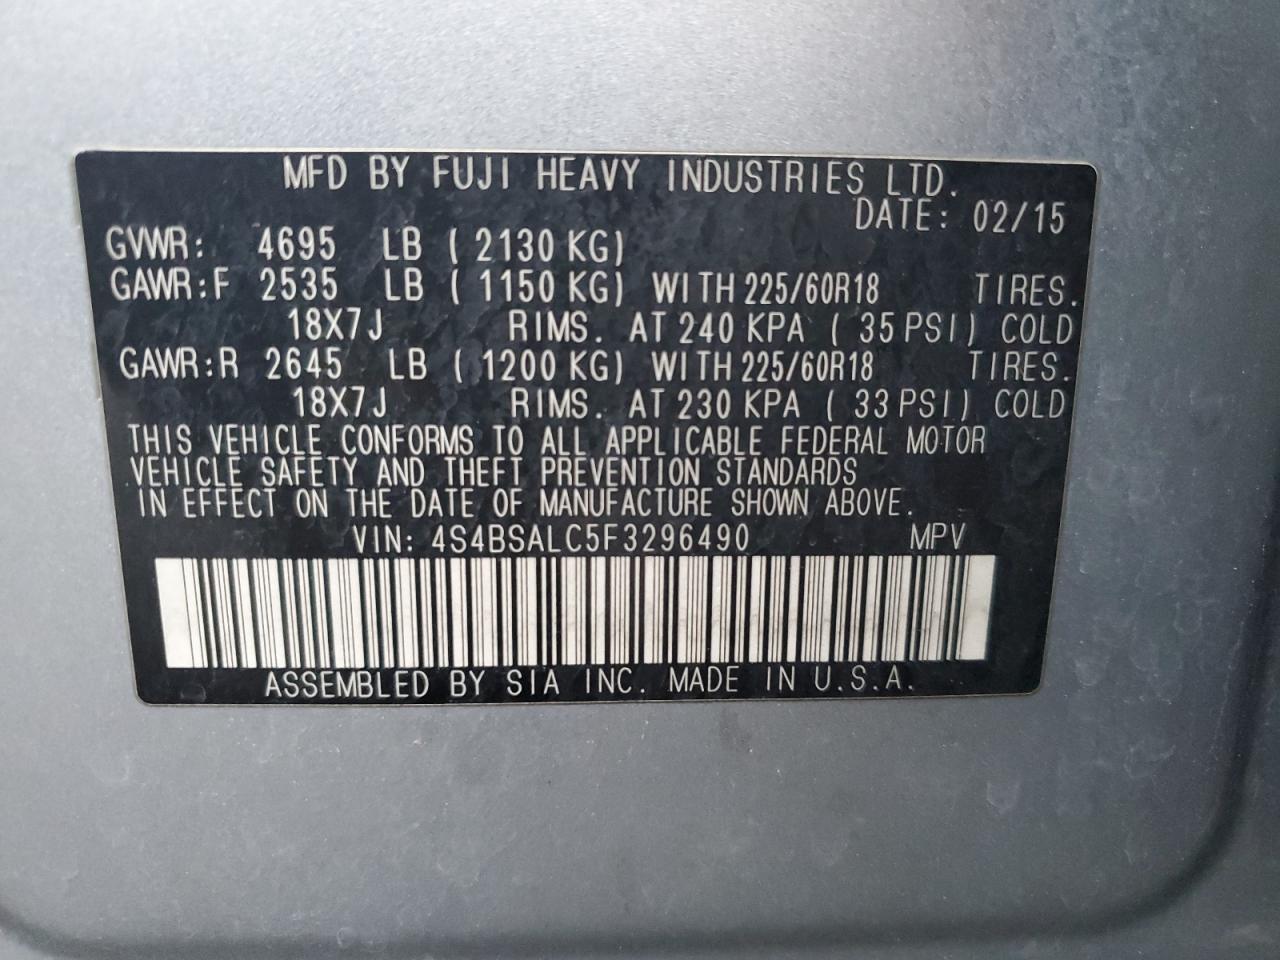 MFD BY FUJI HEAVY INDUSTRIES LTD.
DATE: 02/15
GVWR: 4695 LB ( 2130 KG)
GAWR:F 2535 LB ( 1150 KG) WITH 225/60R18 TIRES.
18X7J RIMS. AT 240 KPA ( 35 PSI) COLD
GAWR:R 2645 LB ( 1200 KG) WITH 225/60R18 TIRES.
18X7J RIMS. AT 230 KPA ( 33 PSI) COLD
THIS VEHICLE CONFORMS TO ALL APPLICABLE FEDERAL MOTOR
VEHICLE SAFETY AND THEFT PREVENTION STANDARDS
IN EFFECT ON THE DATE OF MANUFACTURE SHOWN ABOVE.
VIN: 4S4BSALC5F3296490 MPV
ASSEMBLED BY SIA INC. MADE IN U.S.A.